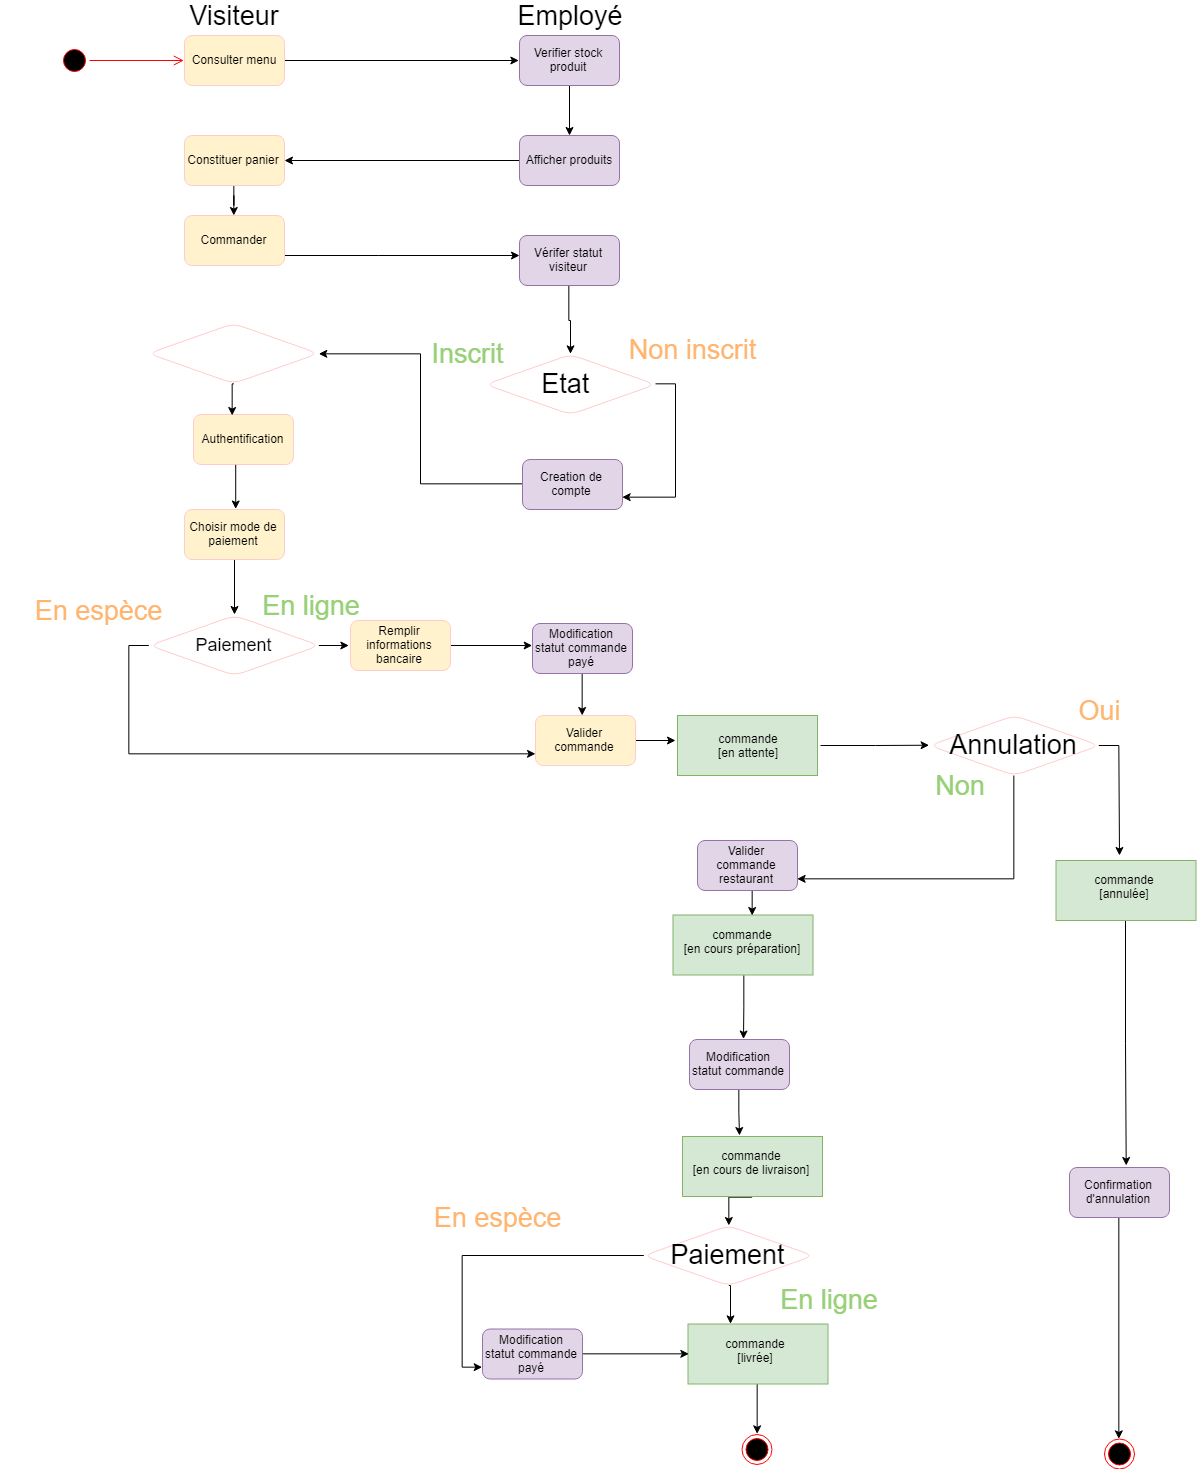 Visiteur
Employé
Consulter menu
Verifier stock
produit
Constituer panier
Afficher produits
Commander
Vérifer statut
visiteur
Inscrit
Non inscrit
Etat
Authentification
Creation de
compte
Choisir mode de
paiement
En espèce
En ligne
Paiement
Remplir
informations
bancaire
Modification
statut commande
payé
Valider
commande
commande
[en attente]
Oui
Annulation
Non
Valider
commande
restaurant
commande
[annulée]
commande
[en cours préparation]
Modification
statut commande
commande
[en cours de livraison]
Confirmation
d'annulation
En espèce
Paiement
En ligne
Modification
statut commande
payé
commande
[livrée]